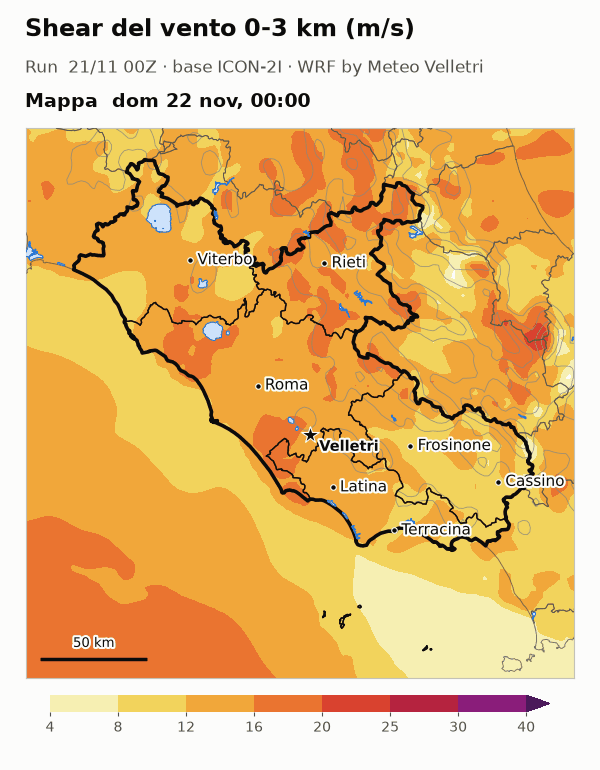 Shear del vento 0-3 km (m/s)
Run  21/11 00Z · base ICON-2I · WRF by Meteo Velletri
Mappa  dom 22 nov, 00:00
Viterbo
Rieti
Roma
Velletri
Frosinone
Cassino
Latina
Terracina
50 km
4 8 12 16 20 25 30 40